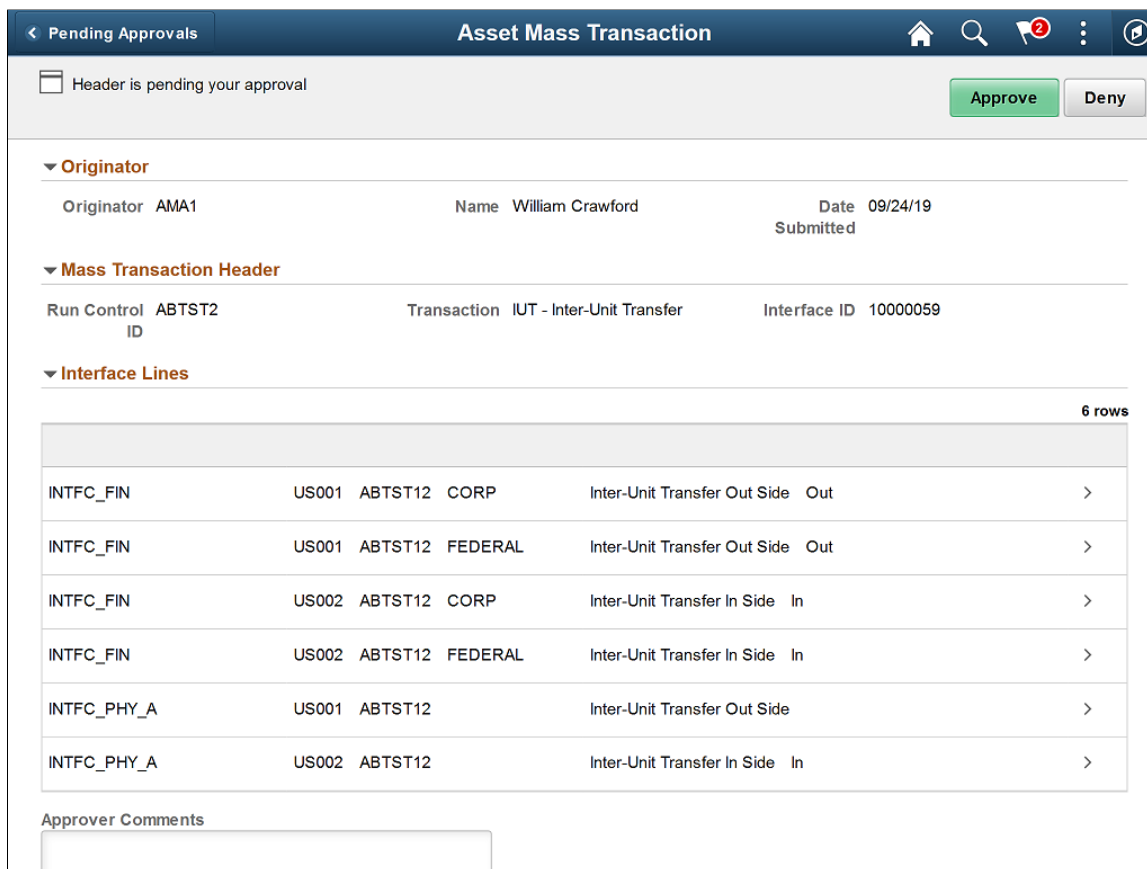 Pending Approvals Asset Mass Transaction 2
Header is pending your approval
Approve Deny
Originator
Originator AMA1 Name William Crawford Date Submitted 09/24/19
Mass Transaction Header
Run Control ID ABTST2 Transaction IUT - Inter-Unit Transfer Interface ID 10000059
Interface Lines
6 rows
INTFC_FIN US001 ABTST12 CORP Inter-Unit Transfer Out Side Out
INTFC_FIN US001 ABTST12 FEDERAL Inter-Unit Transfer Out Side Out
INTFC_FIN US002 ABTST12 CORP Inter-Unit Transfer In Side In
INTFC_FIN US002 ABTST12 FEDERAL Inter-Unit Transfer In Side In
INTFC_PHY_A US001 ABTST12 Inter-Unit Transfer Out Side
INTFC_PHY_A US002 ABTST12 Inter-Unit Transfer In Side In
Approver Comments